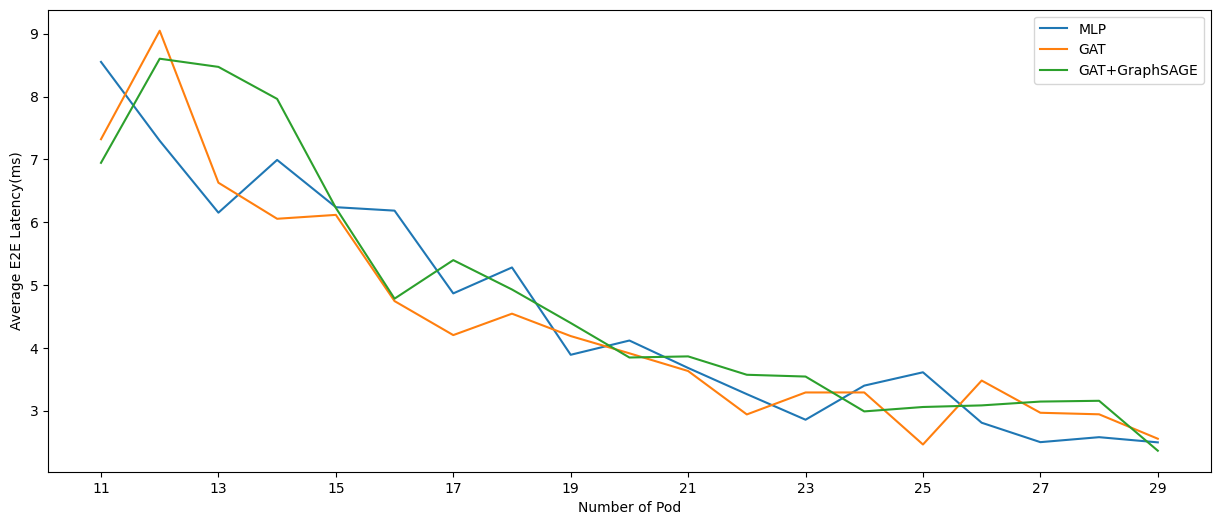 MLP
GAT
GAT+GraphSAGE
Average E2E Latency(ms)
9
8
7
6
5
4
3
11 13 15 17 19 21 23 25 27 29
Number of Pod